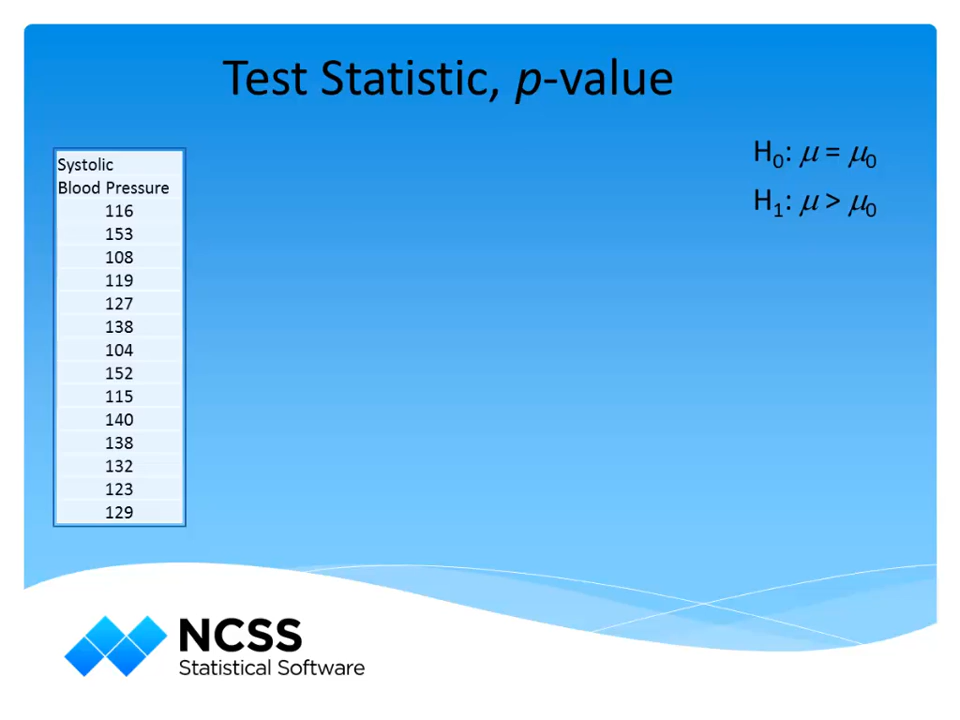 Test Statistic, p-value
Systolic
Blood Pressure
116
153
108
119
127
138
104
152
115
140
138
132
123
129
H₀: μ = μ₀
H₁: μ > μ₀
NCSS
Statistical Software